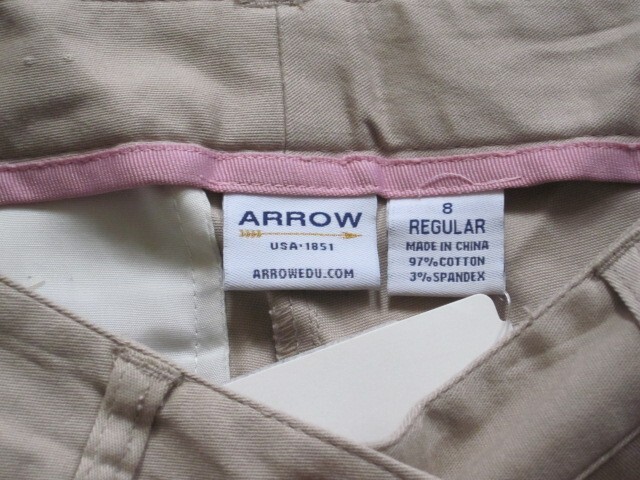 ARROW
USA·1851
ARROWEDU.COM
8
REGULAR
MADE IN CHINA
97%COTTON
3%SPANDEX